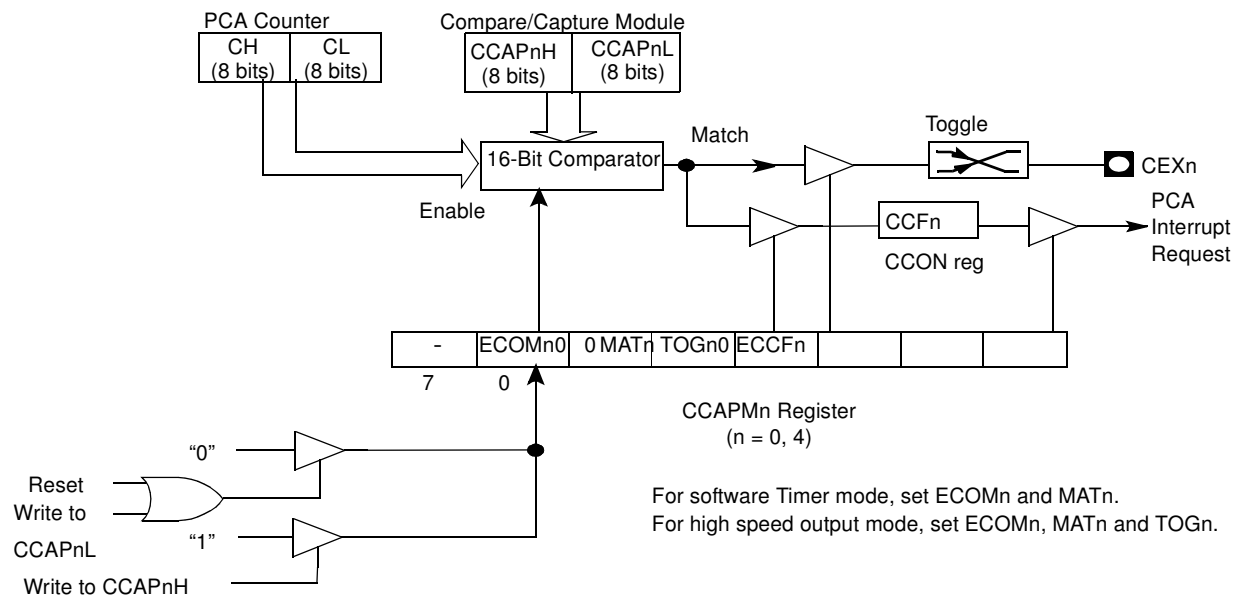 PCA Counter
CH
(8 bits)
CL
(8 bits)
Compare/Capture Module
CCAPnH
(8 bits)
CCAPnL
(8 bits)
16-Bit Comparator
Match
Toggle
CEXn
Enable
CCFn
CCON reg
PCA
Interrupt
Request
- ECOMn0 0 MATn TOGn0 ECCFn
7 0
CCAPMn Register
(n = 0, 4)
"0"
Reset
Write to
CCAPnL
"1"
Write to CCAPnH
For software Timer mode, set ECOMn and MATn.
For high speed output mode, set ECOMn, MATn and TOGn.